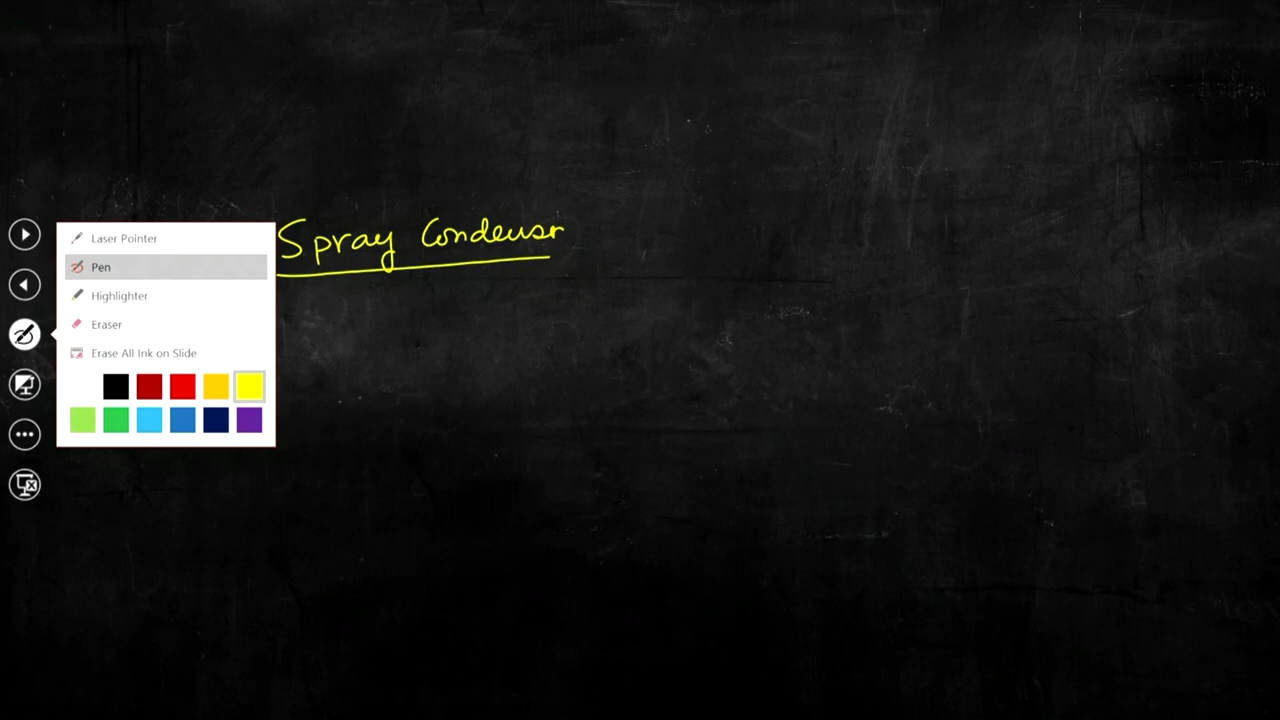 Spray Condenser
Laser Pointer
Pen
Highlighter
Eraser
Erase All Ink on Slide